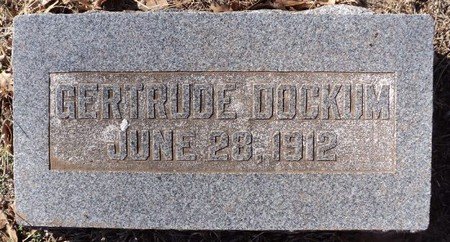 GERTRUDE DOCKUM
JUNE 28, 1912